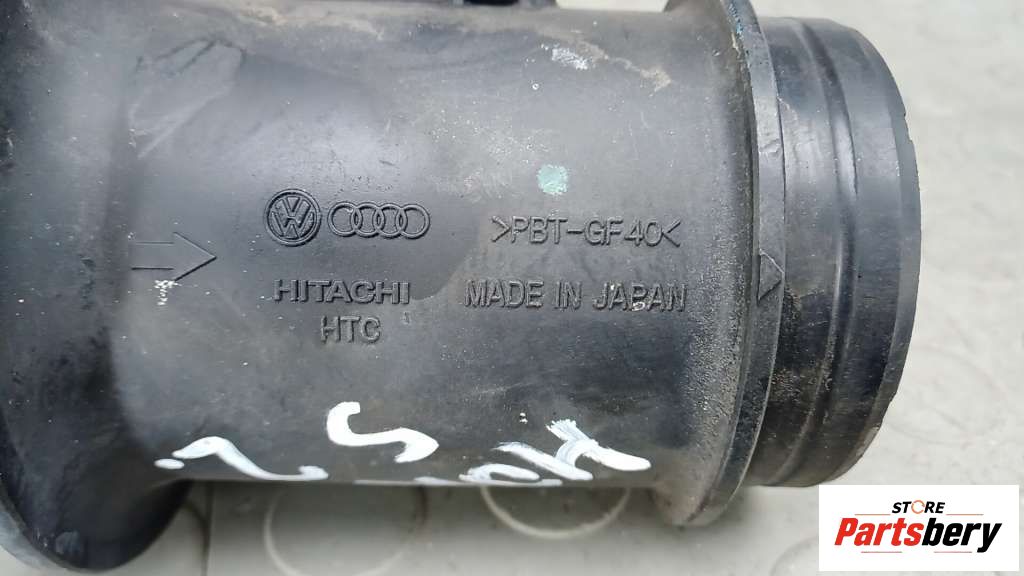 >PBT-GF40<
HITACHI
HTC
MADE IN JAPAN
STORE
Partsbery